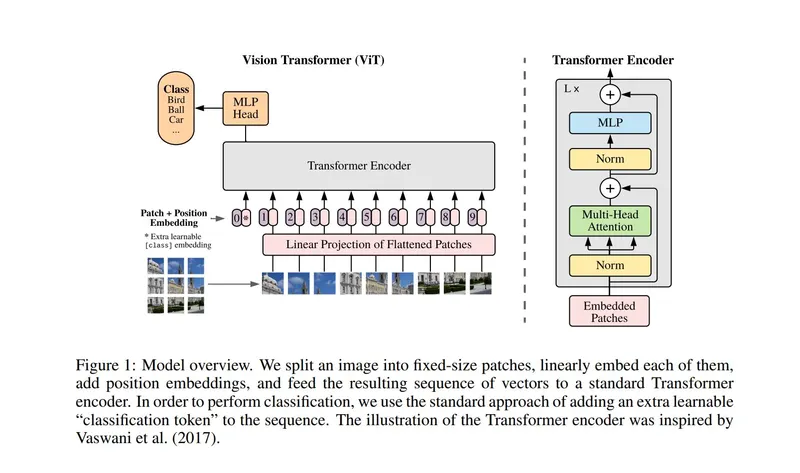 Vision Transformer (ViT)
Transformer Encoder
Class
Bird
Ball
Car
...
MLP
Head
Transformer Encoder
Patch + Position
Embedding
* Extra learnable
[class] embedding
0 * 1 2 3 4 5 6 7 8 9
Linear Projection of Flattened Patches
L x
+
MLP
Norm
+
Multi-Head
Attention
Norm
Embedded
Patches
Figure 1: Model overview. We split an image into fixed-size patches, linearly embed each of them,
add position embeddings, and feed the resulting sequence of vectors to a standard Transformer
encoder. In order to perform classification, we use the standard approach of adding an extra learnable
“classification token” to the sequence. The illustration of the Transformer encoder was inspired by
Vaswani et al. (2017).